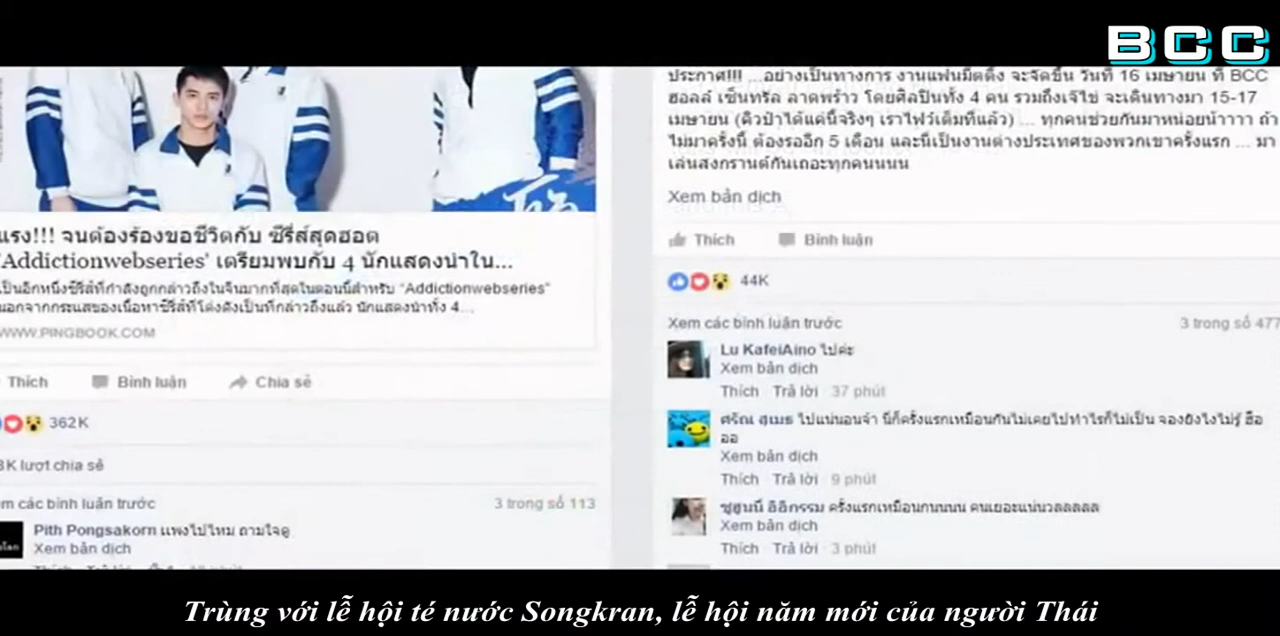 BCC
แรง!!! จนต้องร้องขอชีวิตกับ ซีรี่ส์สุดฮอต
'Addictionwebseries' เตรียมพบกับ 4 นักแสดงนำใน...
เป็นอีกหนึ่งซีรี่ส์ที่กำลังถูกกล่าวถึงในจีนมากที่สุดในตอนนี้สำหรับ "Addictionwebseries"
นอกจากกระแสของเนื้อหาซีรี่ส์ที่โด่งดังเป็นที่กล่าวถึงแล้ว นักแสดงนำทั้ง 4...
WWW.PINGBOOK.COM
Thích Bình luận Chia sẻ
362K
K lượt chia sẻ
m các bình luận trước 3 trong số 113
Pith Pongsakorn แพงไปไหม ถามใจดู
Xem bản dịch
ประกาศ!!! ...อย่างเป็นทางการ งานแฟนมีตติ้ง จะจัดขึ้น วันที่ 16 เมษายน ที่ BCC
ฮอลล์ เซ็นทรัล ลาดพร้าว โดยศิลปินทั้ง 4 คน รวมถึงเจ๊ไข่ จะเดินทางมา 15-17
เมษายน (คิวป๋าได้แค่นี้จริงๆ เราไฟว์เต็มที่แล้ว) ... ทุกคนช่วยกันมาหน่อยน้าาาา ถ้า
ไม่มาครั้งนี้ ต้องรออีก 5 เดือน และนี่เป็นงานต่างประเทศของพวกเขาครั้งแรก ... มา
เล่นสงกรานต์กันเถอะทุกคนนนน
Xem bản dịch
Thích Bình luận
44K
Xem các bình luận trước 3 trong số 477
Lu KafeiAino ไปค่ะ
Xem bản dịch
Thích Trả lời 37 phút
ศรัณ สุเมธ ไปแน่นอนจ้า นี่ก็ครั้งแรกเหมือนกันไม่เคยไปทำไรก็ไม่เป็น จองยังไงไม่รู้ ฮือ
ออ
Xem bản dịch
Thích Trả lời 9 phút
ซูฮูนนี่ อิอิกรรม ครั้งแรกเหมือนกนนนน คนเยอะแน่นวลลลลล
Xem bản dịch
Thích Trả lời 3 phút
Trùng với lễ hội té nước Songkran, lễ hội năm mới của người Thái